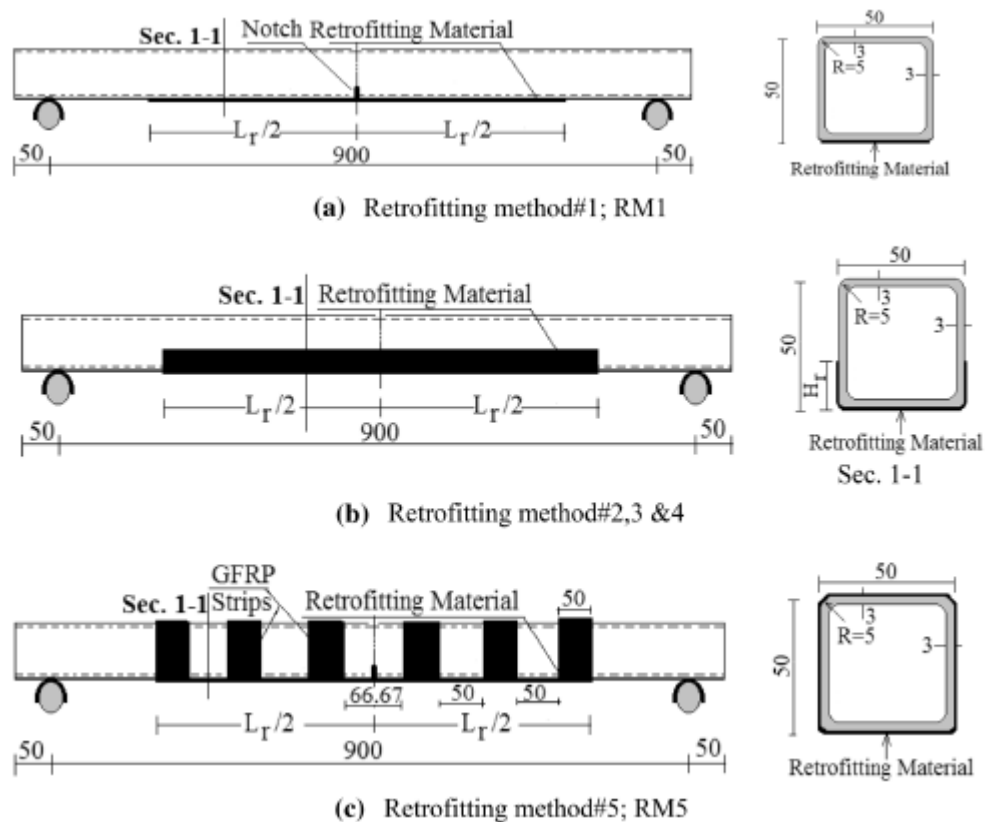 Sec. 1-1
Notch Retrofitting Material
L_r/2
L_r/2
50
900
50
50
50
R=5
3
3
Retrofitting Material
(a) Retrofitting method#1; RM1
Sec. 1-1
Retrofitting Material
L_r/2
L_r/2
50
900
50
50
50
R=5
3
3
H_r
Retrofitting Material
Sec. 1-1
(b) Retrofitting method#2,3 &4
GFRP
Strips
Sec. 1-1
Retrofitting Material
50
66.67
50
50
L_r/2
L_r/2
50
900
50
50
50
R=5
3
3
Retrofitting Material
(c) Retrofitting method#5; RM5